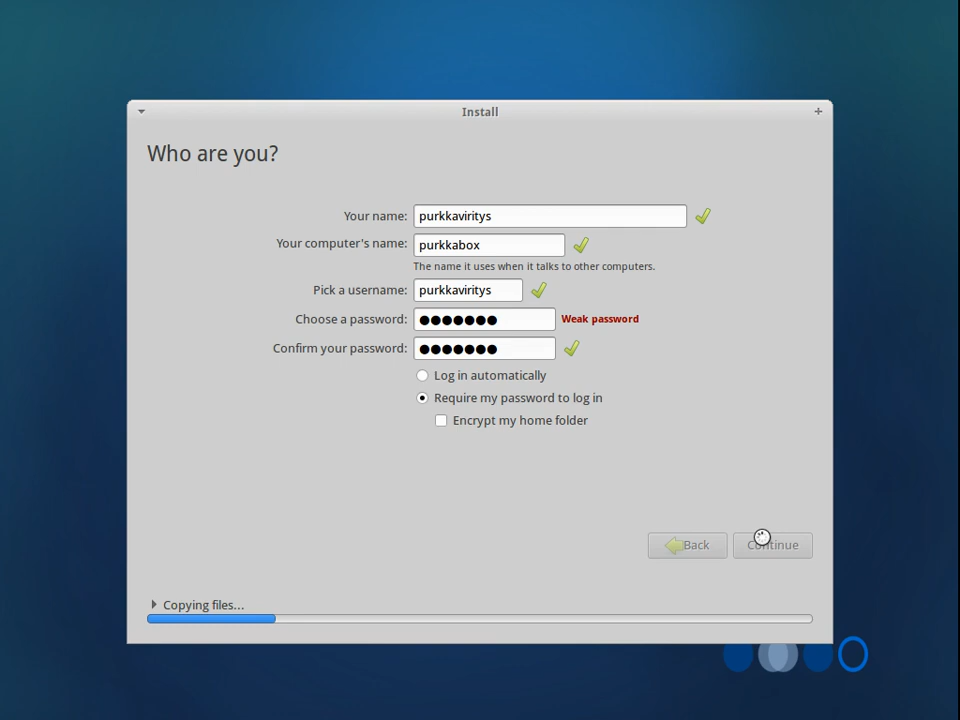 Install
Who are you?
Your name: purkkaviritys
Your computer's name: purkkabox
The name it uses when it talks to other computers.
Pick a username: purkkaviritys
Choose a password: ●●●●●●● Weak password
Confirm your password: ●●●●●●●
Log in automatically
Require my password to log in
Encrypt my home folder
Back Continue
Copying files...